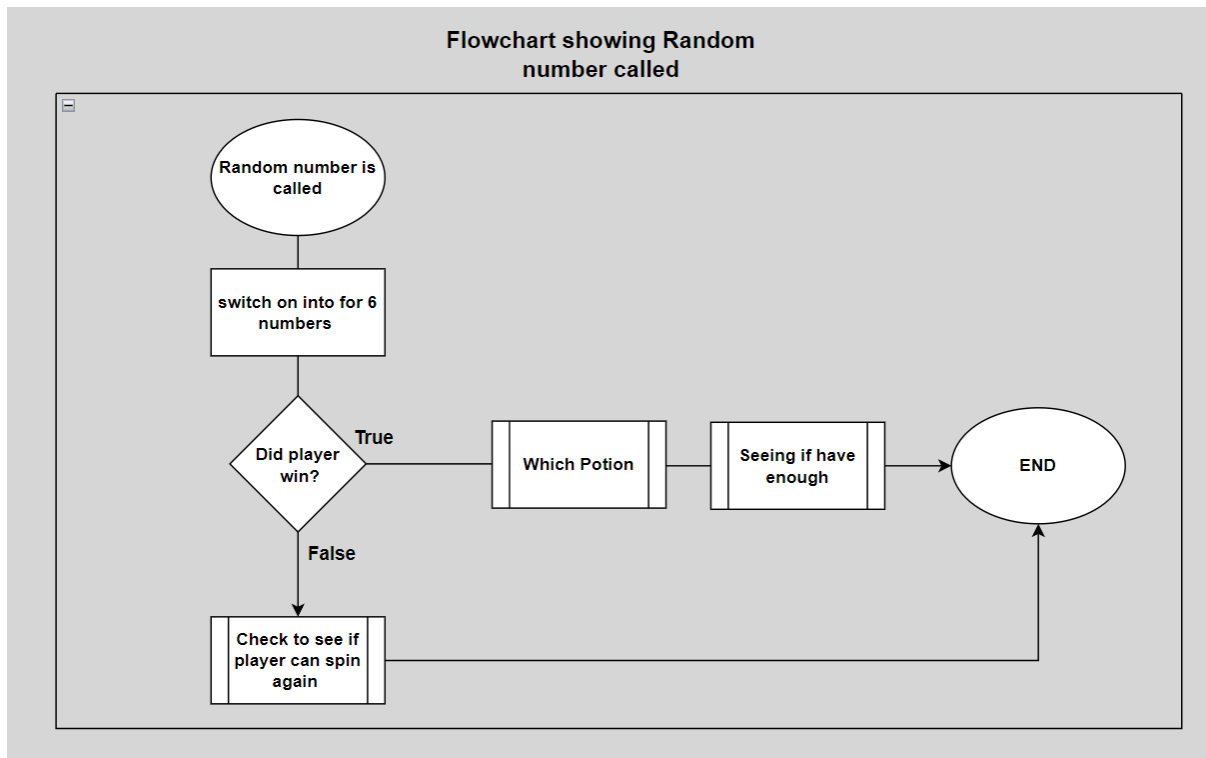 Flowchart showing Random
number called
Random number is
called
switch on into for 6
numbers
Did player
win?
True
Which Potion
Seeing if have
enough
END
False
Check to see if
player can spin
again